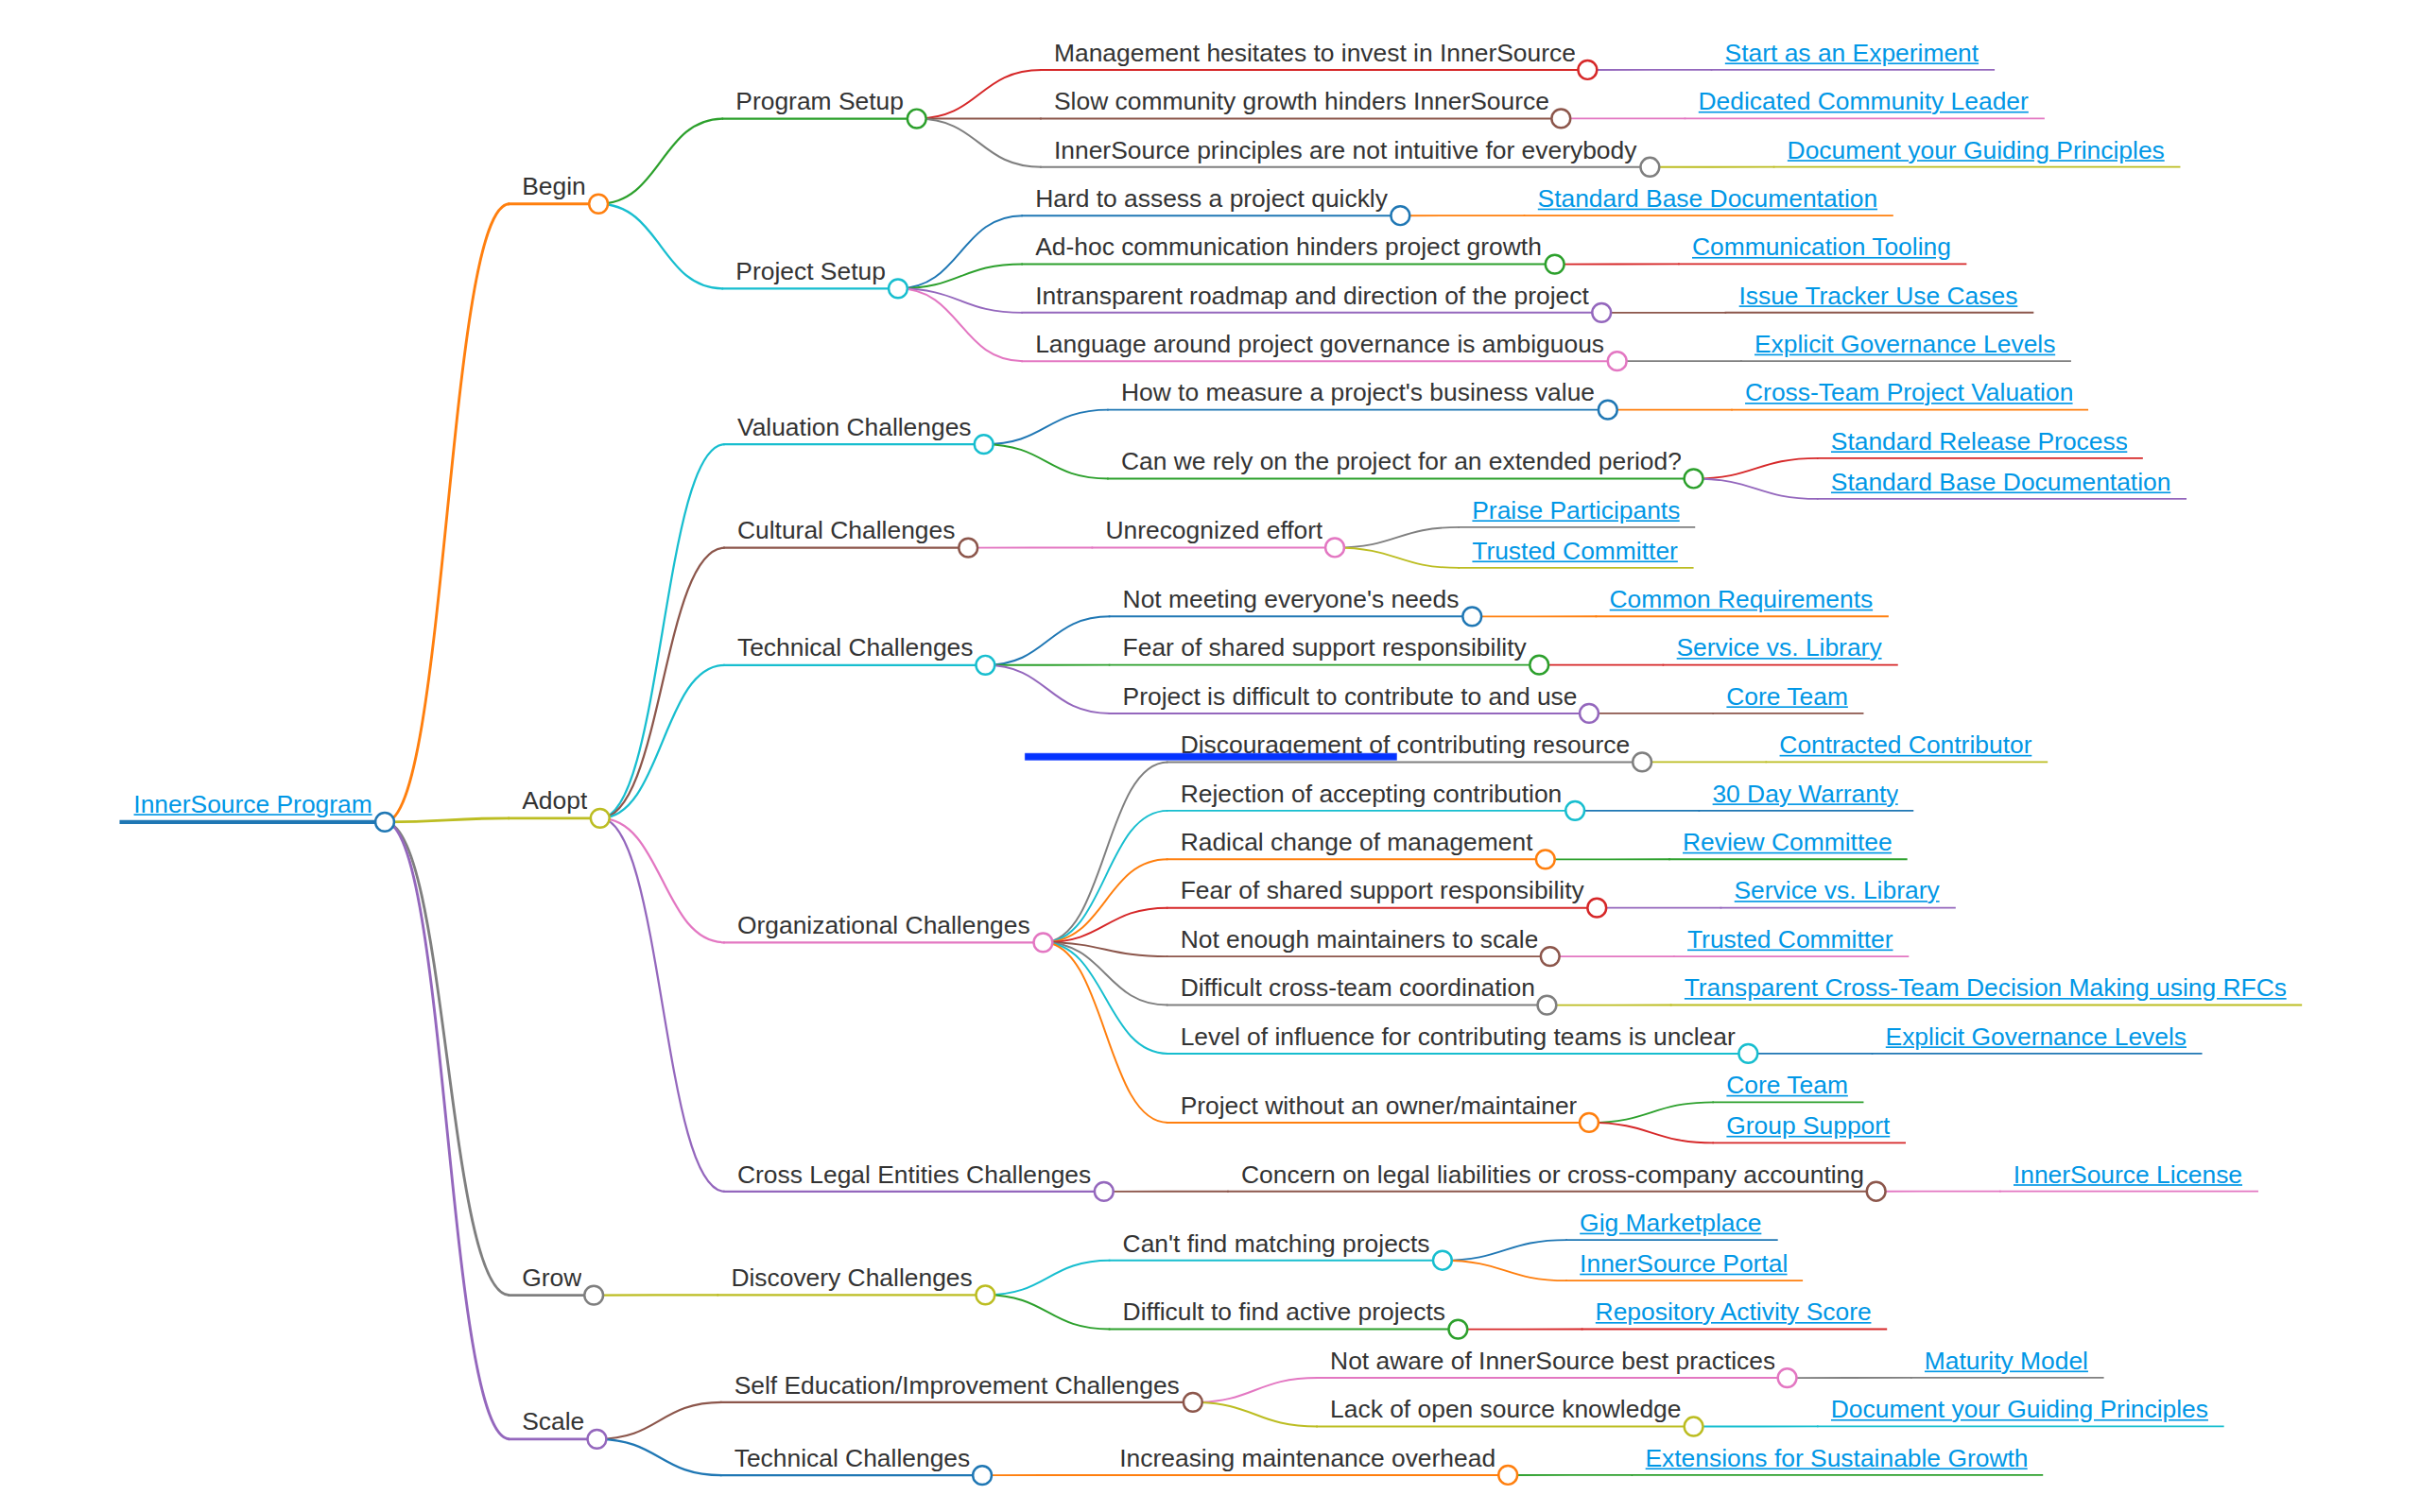 InnerSource Program
Begin
Program Setup
Management hesitates to invest in InnerSource
Start as an Experiment
Slow community growth hinders InnerSource
Dedicated Community Leader
InnerSource principles are not intuitive for everybody
Document your Guiding Principles
Project Setup
Hard to assess a project quickly
Standard Base Documentation
Ad-hoc communication hinders project growth
Communication Tooling
Intransparent roadmap and direction of the project
Issue Tracker Use Cases
Language around project governance is ambiguous
Explicit Governance Levels
Adopt
Valuation Challenges
How to measure a project's business value
Cross-Team Project Valuation
Can we rely on the project for an extended period?
Standard Release Process
Standard Base Documentation
Cultural Challenges
Unrecognized effort
Praise Participants
Trusted Committer
Technical Challenges
Not meeting everyone's needs
Common Requirements
Fear of shared support responsibility
Service vs. Library
Project is difficult to contribute to and use
Core Team
Organizational Challenges
Discouragement of contributing resource
Contracted Contributor
Rejection of accepting contribution
30 Day Warranty
Radical change of management
Review Committee
Fear of shared support responsibility
Service vs. Library
Not enough maintainers to scale
Trusted Committer
Difficult cross-team coordination
Transparent Cross-Team Decision Making using RFCs
Level of influence for contributing teams is unclear
Explicit Governance Levels
Project without an owner/maintainer
Core Team
Group Support
Cross Legal Entities Challenges
Concern on legal liabilities or cross-company accounting
InnerSource License
Grow
Discovery Challenges
Can't find matching projects
Gig Marketplace
InnerSource Portal
Difficult to find active projects
Repository Activity Score
Scale
Self Education/Improvement Challenges
Not aware of InnerSource best practices
Maturity Model
Lack of open source knowledge
Document your Guiding Principles
Technical Challenges
Increasing maintenance overhead
Extensions for Sustainable Growth